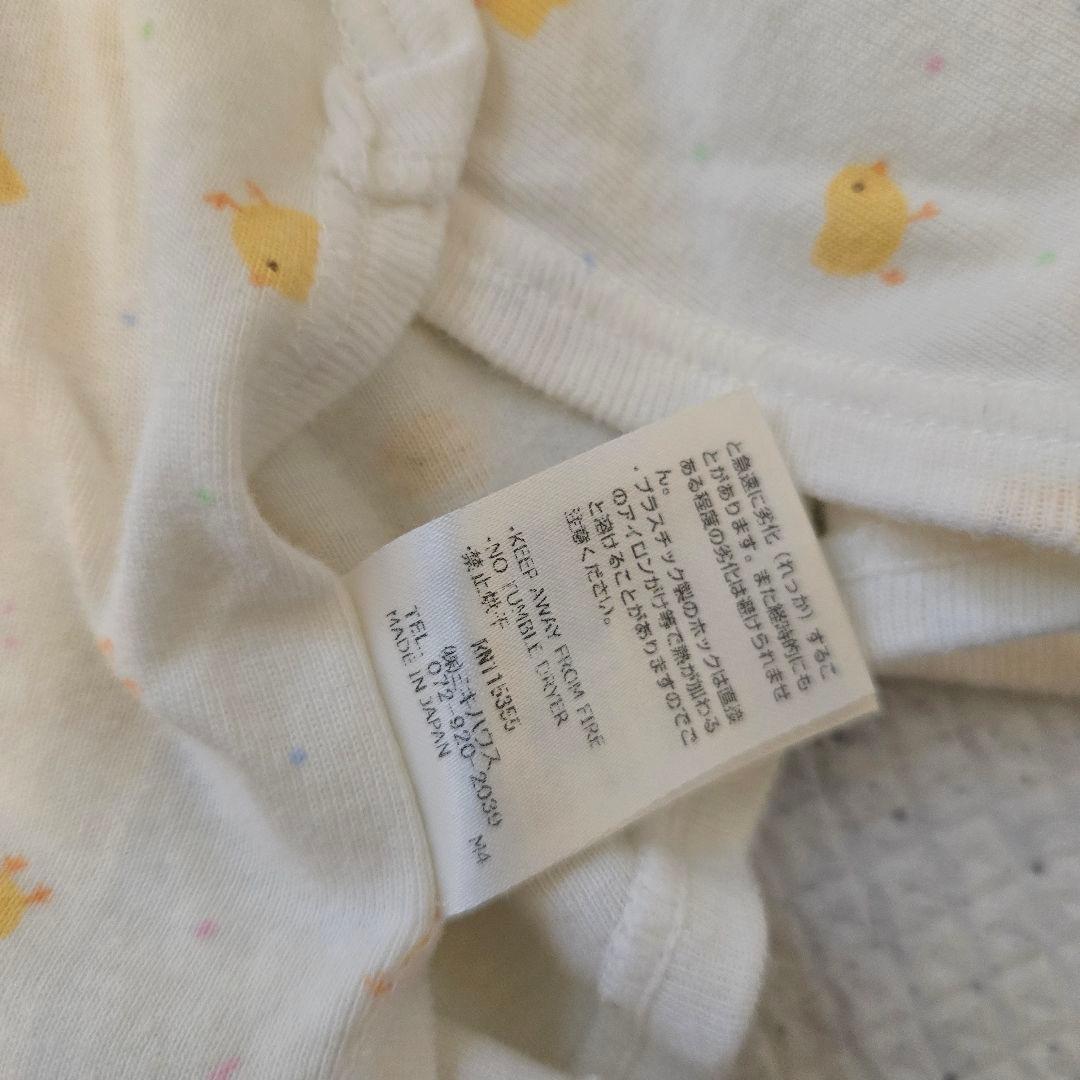 と急速に劣化（れっか）するこ
とがあります。また経時的にも
ある程度の劣化は避けられませ
ん。
・プラスチック製のホックは直接
のアイロンがけ等で熱が加わる
と溶けることがありますのでご
注意ください。
・KEEP AWAY FROM FIRE
・NO TUMBLE DRYER
・禁止烘干
RN115355
㈱ミキハウス
TEL: 072-920-2039
MADE IN JAPAN M4